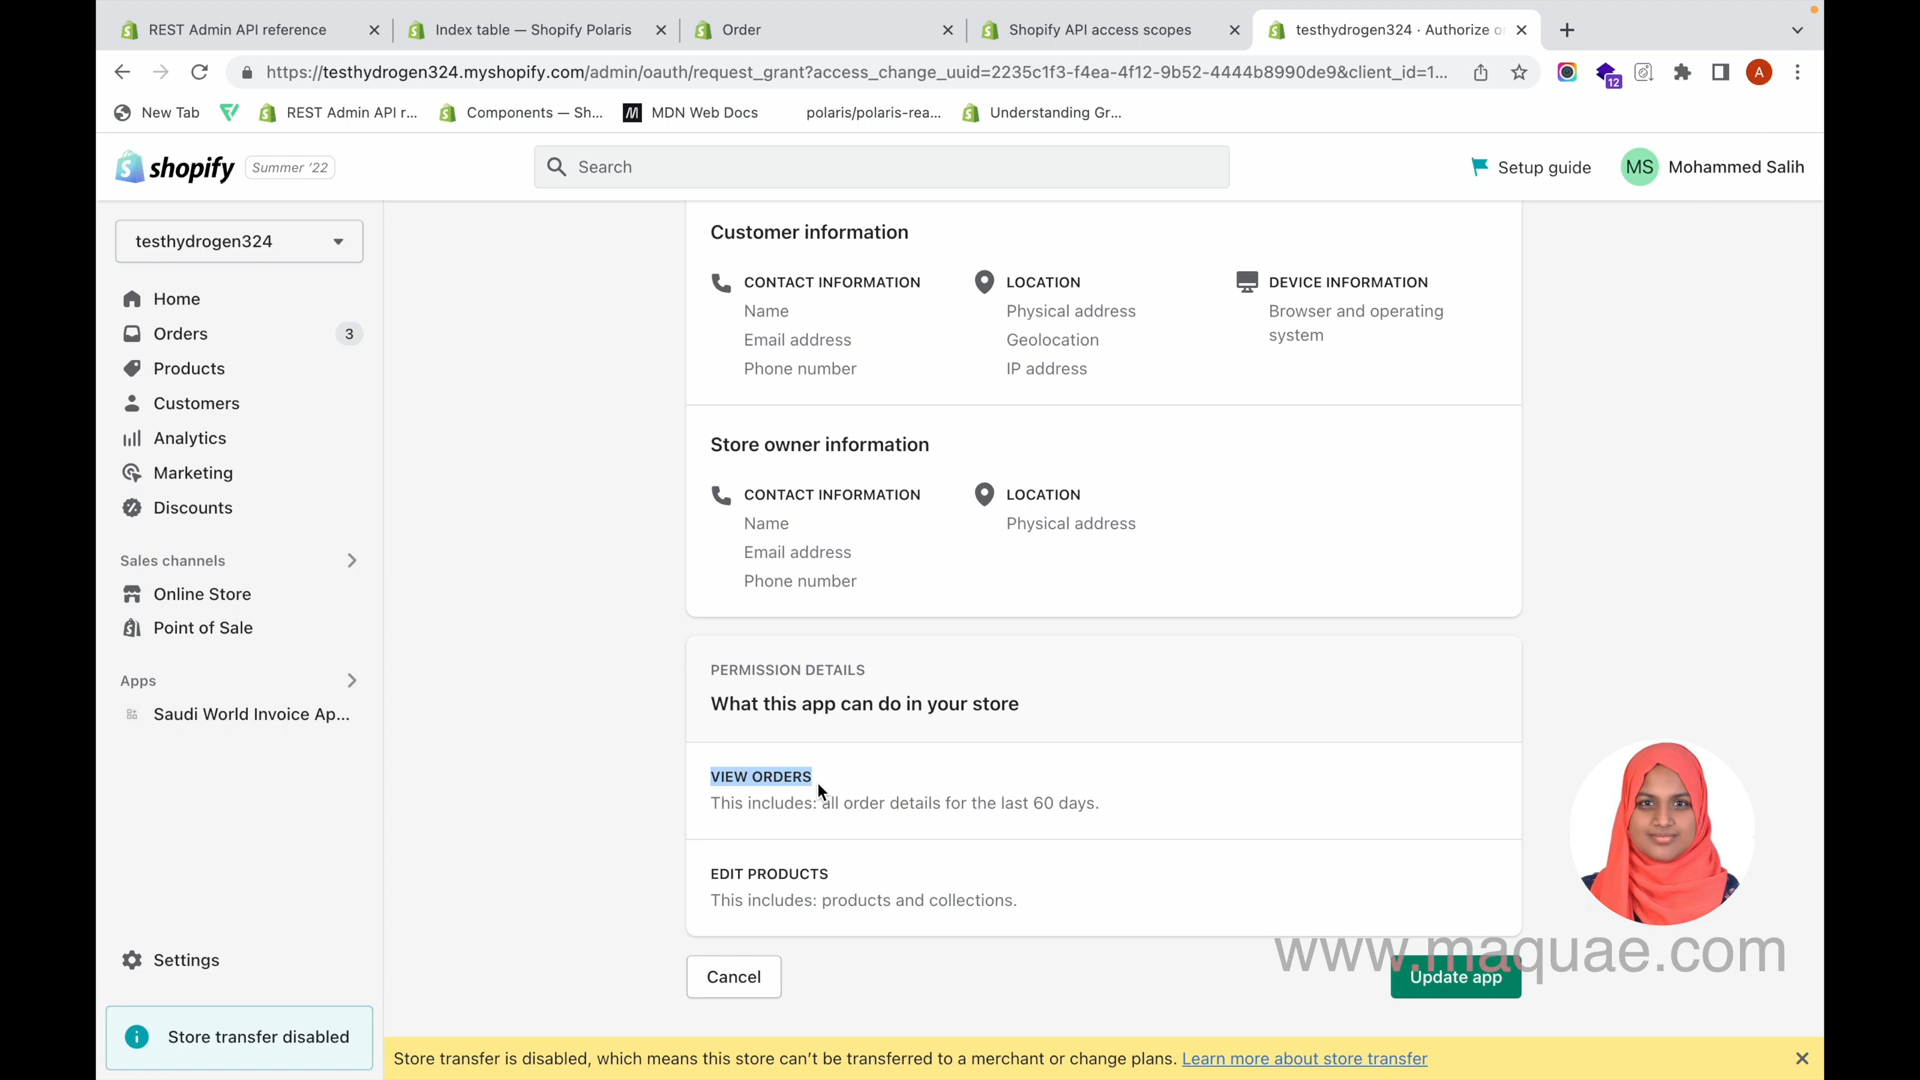 REST Admin API reference
Index table — Shopify Polaris
Order
Shopify API access scopes
testhydrogen324 · Authorize or
https://testhydrogen324.myshopify.com/admin/oauth/request_grant?access_change_uuid=2235c1f3-f4ea-4f12-9b52-4444b8990de9&client_id=1...
12
A
New Tab
REST Admin API r...
Components — Sh...
MDN Web Docs
polaris/polaris-rea...
Understanding Gr...
shopify
Summer '22
Search
Setup guide
MS
Mohammed Salih
testhydrogen324
Home
Orders
3
Products
Customers
Analytics
Marketing
Discounts
Sales channels
Online Store
Point of Sale
Apps
Saudi World Invoice Ap...
Settings
Store transfer disabled
Customer information
CONTACT INFORMATION
Name
Email address
Phone number
LOCATION
Physical address
Geolocation
IP address
DEVICE INFORMATION
Browser and operating
system
Store owner information
CONTACT INFORMATION
Name
Email address
Phone number
LOCATION
Physical address
PERMISSION DETAILS
What this app can do in your store
VIEW ORDERS
This includes: all order details for the last 60 days.
EDIT PRODUCTS
This includes: products and collections.
www.maquae.com
Cancel
Update app
Store transfer is disabled, which means this store can't be transferred to a merchant or change plans. Learn more about store transfer